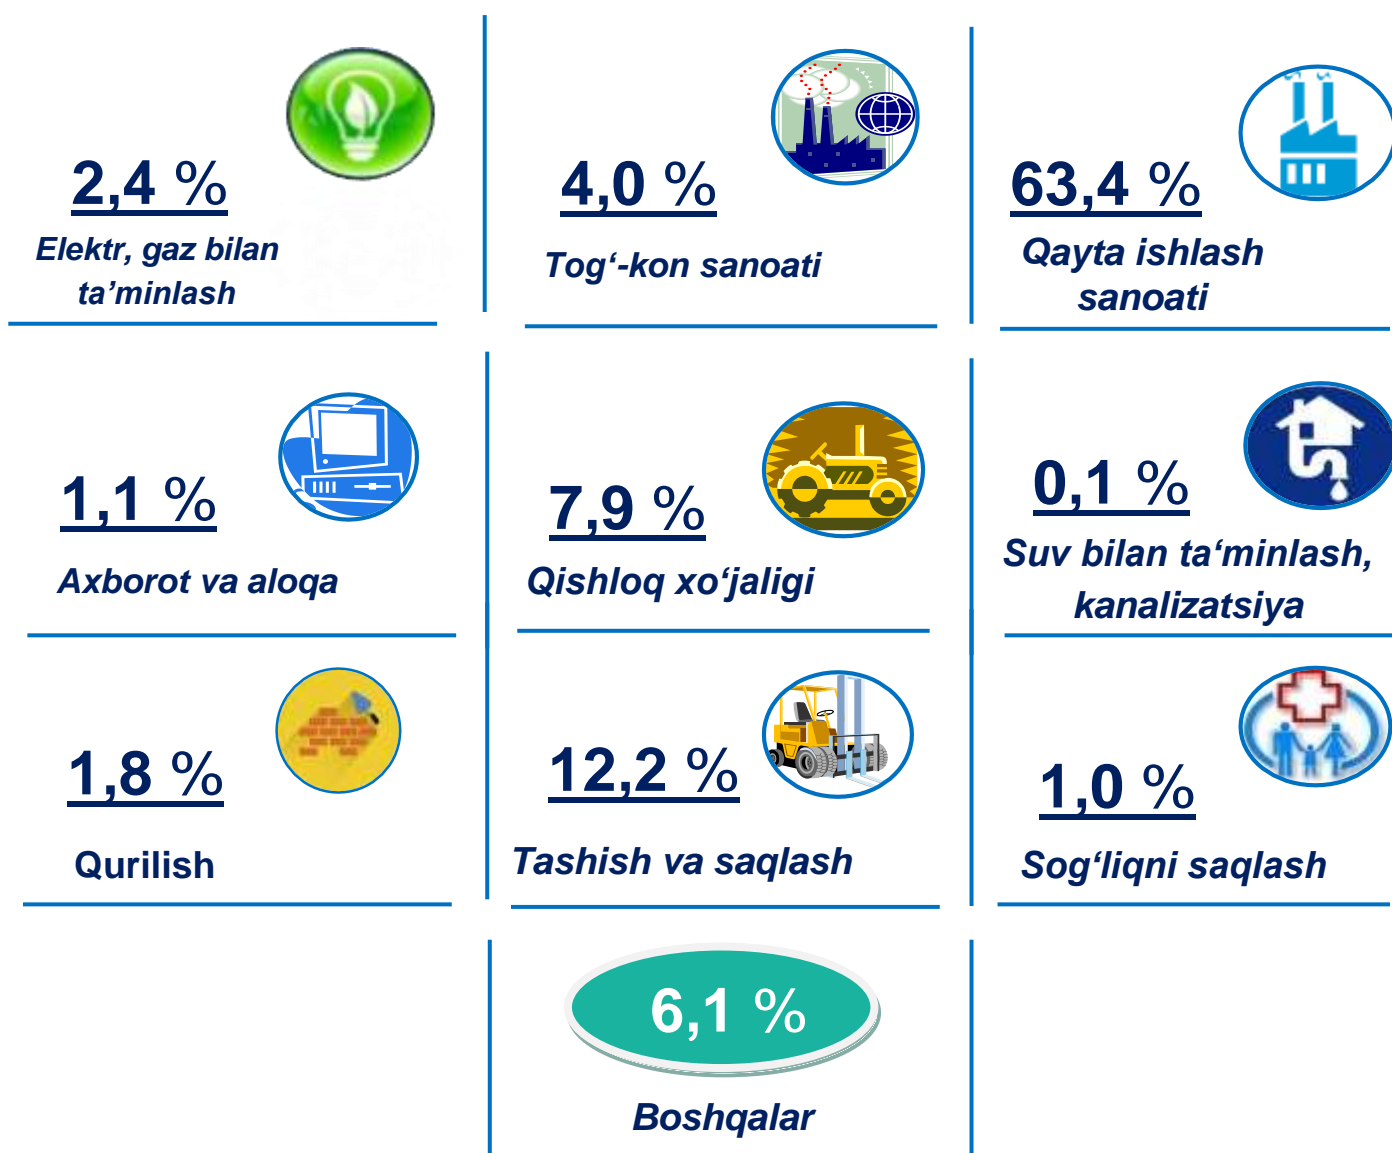 2,4 %
Elektr, gaz bilan
ta’minlash
4,0 %
Tog‘-kon sanoati
63,4 %
Qayta ishlash
sanoati
1,1 %
Axborot va aloqa
7,9 %
Qishloq xo‘jaligi
0,1 %
Suv bilan ta‘minlash,
kanalizatsiya
1,8 %
Qurilish
12,2 %
Tashish va saqlash
1,0 %
Sog‘liqni saqlash
6,1 %
Boshqalar